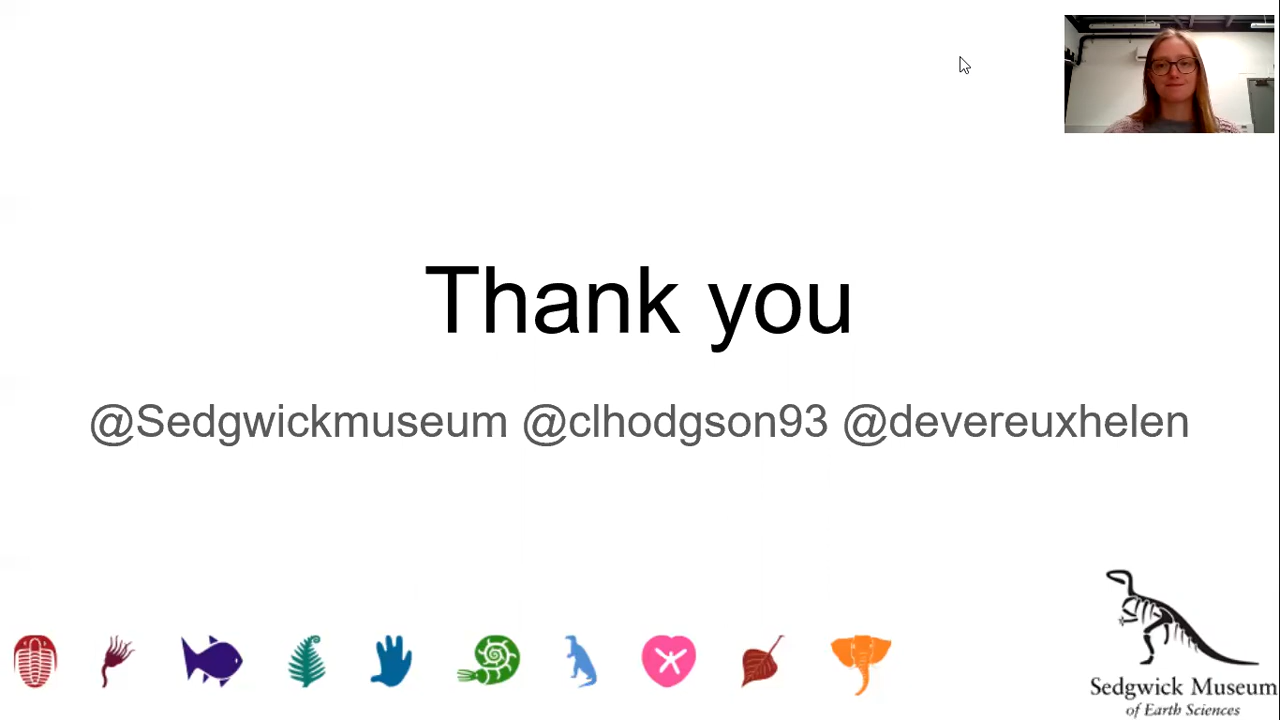 Thank you
@Sedgwickmuseum @clhodgson93 @devereuxhelen
Sedgwick Museum
of Earth Sciences